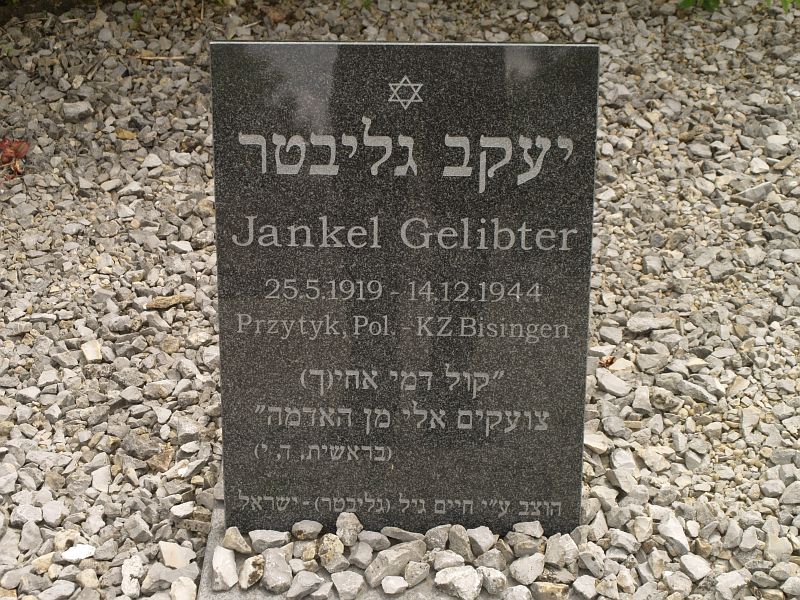 יעקב גליבטר
Jankel Gelibter
25.5.1919 - 14.12.1944
Przytyk, Pol. - KZ Bisingen
"קול דמי אחי(ך)
צועקים אלי מן האדמה"
(בראשית, ד, י)
הוצב ע"י חיים גיל (גליבטר) - ישראל